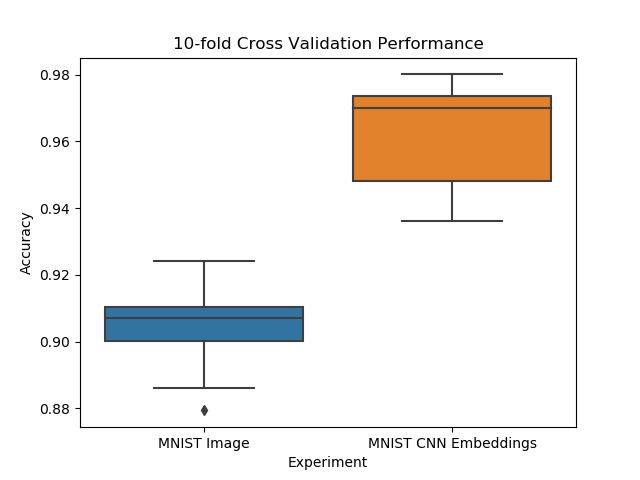 10-fold Cross Validation Performance
0.98
0.96
0.94
0.92
0.90
0.88
Accuracy
MNIST Image
MNIST CNN Embeddings
Experiment